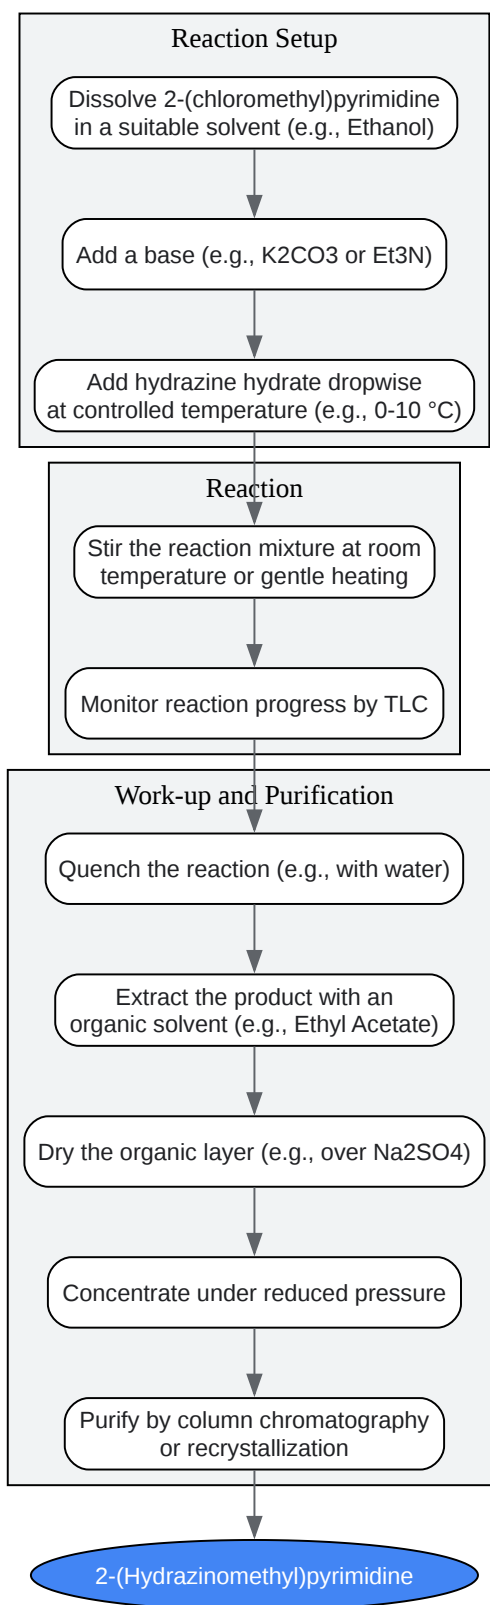 Reaction Setup
Dissolve 2-(chloromethyl)pyrimidine
in a suitable solvent (e.g., Ethanol)
Add a base (e.g., K2CO3 or Et3N)
Add hydrazine hydrate dropwise
at controlled temperature (e.g., 0-10 °C)
Reaction
Stir the reaction mixture at room
temperature or gentle heating
Monitor reaction progress by TLC
Work-up and Purification
Quench the reaction (e.g., with water)
Extract the product with an
organic solvent (e.g., Ethyl Acetate)
Dry the organic layer (e.g., over Na2SO4)
Concentrate under reduced pressure
Purify by column chromatography
or recrystallization
2-(Hydrazinomethyl)pyrimidine